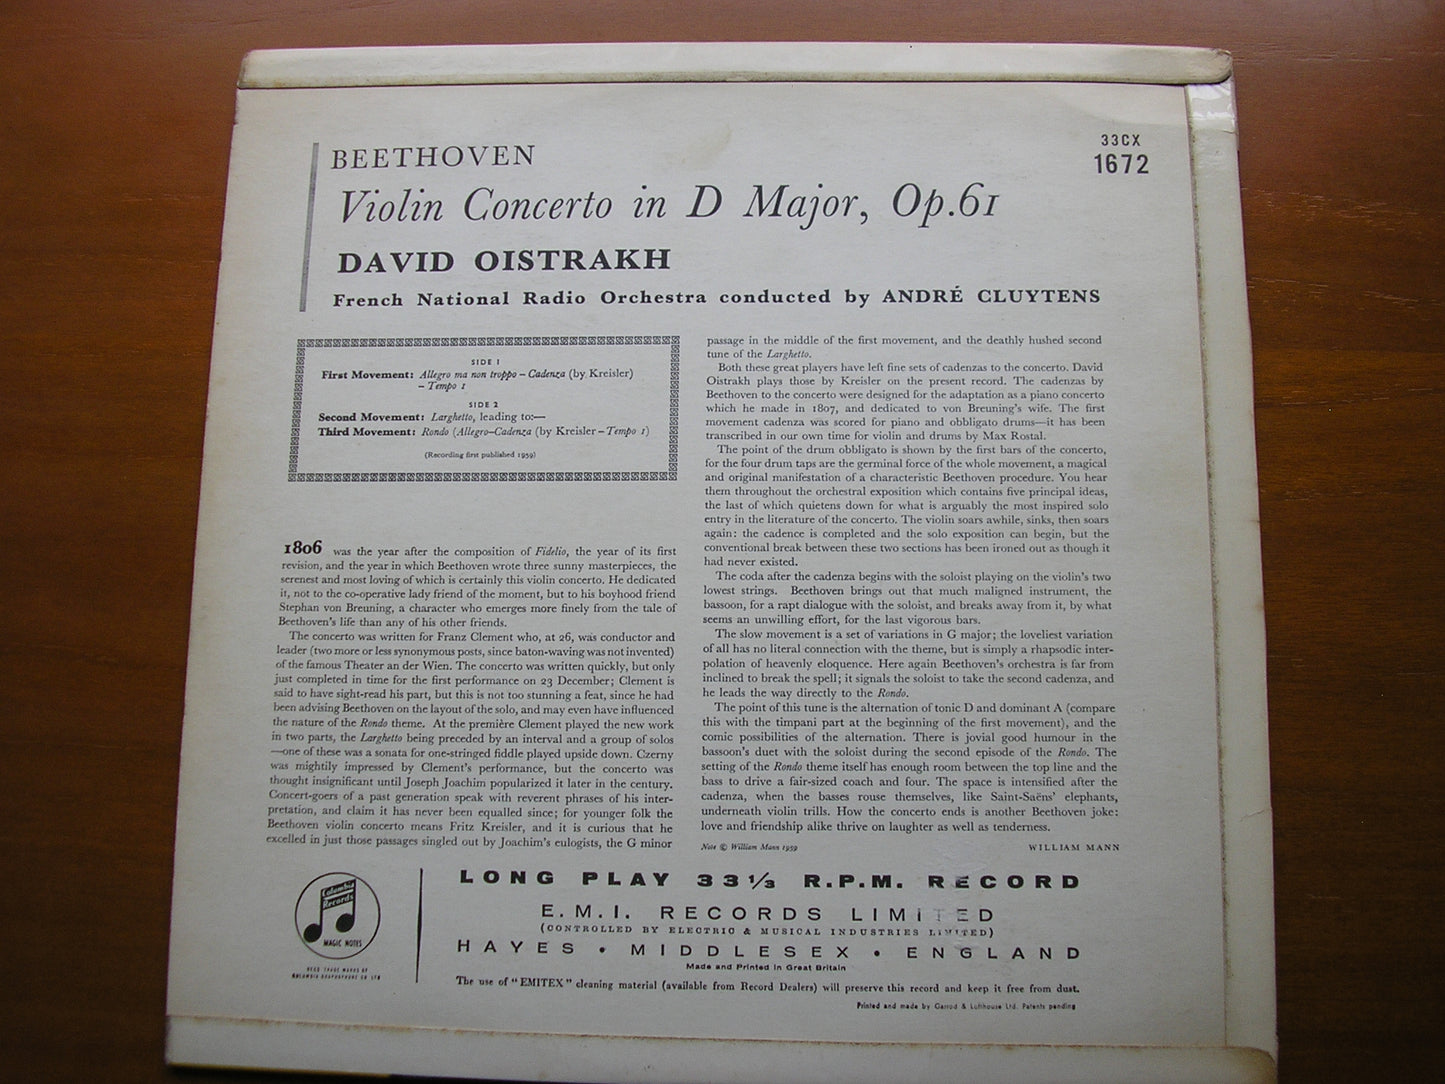 BEETHOVEN
33CX
1672
Violin Concerto in D Major, Op.61
DAVID OISTRAKH
French National Radio Orchestra conducted by ANDRÉ CLUYTENS
SIDE 1
First Movement: Allegro ma non troppo – Cadenza (by Kreisler)
– Tempo 1
SIDE 2
Second Movement: Larghetto, leading to:—
Third Movement: Rondo (Allegro–Cadenza (by Kreisler – Tempo 1)
(Recording first published 1959)
1806 was the year after the composition of Fidelio, the year of its first
revision, and the year in which Beethoven wrote three sunny masterpieces, the
serenest and most loving of which is certainly this violin concerto. He dedicated
it, not to the co-operative lady friend of the moment, but to his boyhood friend
Stephan von Breuning, a character who emerges more finely from the tale of
Beethoven's life than any of his other friends.
The concerto was written for Franz Clement who, at 26, was conductor and
leader (two more or less synonymous posts, since baton-waving was not invented)
of the famous Theater an der Wien. The concerto was written quickly, but only
just completed in time for the first performance on 23 December; Clement is
said to have sight-read his part, but this is not too stunning a feat, since he had
been advising Beethoven on the layout of the solo, and may even have influenced
the nature of the Rondo theme. At the première Clement played the new work
in two parts, the Larghetto being preceded by an interval and a group of solos
—one of these was a sonata for one-stringed fiddle played upside down. Czerny
was mightily impressed by Clement's performance, but the concerto was
thought insignificant until Joseph Joachim popularized it later in the century.
Concert-goers of a past generation speak with reverent phrases of his inter-
pretation, and claim it has never been equalled since; for younger folk the
Beethoven violin concerto means Fritz Kreisler, and it is curious that he
excelled in just those passages singled out by Joachim's eulogists, the G minor
passage in the middle of the first movement, and the deathly hushed second
tune of the Larghetto.
Both these great players have left fine sets of cadenzas to the concerto. David
Oistrakh plays those by Kreisler on the present record. The cadenzas by
Beethoven to the concerto were designed for the adaptation as a piano concerto
which he made in 1807, and dedicated to von Breuning's wife. The first
movement cadenza was scored for piano and obbligato drums—it has been
transcribed in our own time for violin and drums by Max Rostal.
The point of the drum obbligato is shown by the first bars of the concerto,
for the four drum taps are the germinal force of the whole movement, a magical
and original manifestation of a characteristic Beethoven procedure. You hear
them throughout the orchestral exposition which contains five principal ideas,
the last of which quietens down for what is arguably the most inspired solo
entry in the literature of the concerto. The violin soars awhile, sinks, then soars
again: the cadence is completed and the solo exposition can begin, but the
conventional break between these two sections has been ironed out as though it
had never existed.
The coda after the cadenza begins with the soloist playing on the violin's two
lowest strings. Beethoven brings out that much maligned instrument, the
bassoon, for a rapt dialogue with the soloist, and breaks away from it, by what
seems an unwilling effort, for the last vigorous bars.
The slow movement is a set of variations in G major; the loveliest variation
of all has no literal connection with the theme, but is simply a rhapsodic inter-
polation of heavenly eloquence. Here again Beethoven's orchestra is far from
inclined to break the spell; it signals the soloist to take the second cadenza, and
he leads the way directly to the Rondo.
The point of this tune is the alternation of tonic D and dominant A (compare
this with the timpani part at the beginning of the first movement), and the
comic possibilities of the alternation. There is jovial good humour in the
bassoon's duet with the soloist during the second episode of the Rondo. The
setting of the Rondo theme itself has enough room between the top line and the
bass to drive a fair-sized coach and four. The space is intensified after the
cadenza, when the basses rouse themselves, like Saint-Saëns' elephants,
underneath violin trills. How the concerto ends is another Beethoven joke:
love and friendship alike thrive on laughter as well as tenderness.
Note © William Mann 1959
WILLIAM MANN
Columbia
Records
MAGIC NOTES
REGD TRADE MARKS OF
COLUMBIA GRAPHOPHONE CO LTD
LONG PLAY 33⅓ R.P.M. RECORD
E.M.I. RECORDS LIMITED
(CONTROLLED BY ELECTRIC & MUSICAL INDUSTRIES LIMITED)
HAYES • MIDDLESEX • ENGLAND
Made and Printed in Great Britain
The use of "EMITEX" cleaning material (available from Record Dealers) will preserve this record and keep it free from dust.
Printed and made by Garrod & Lofthouse Ltd. Patents pending